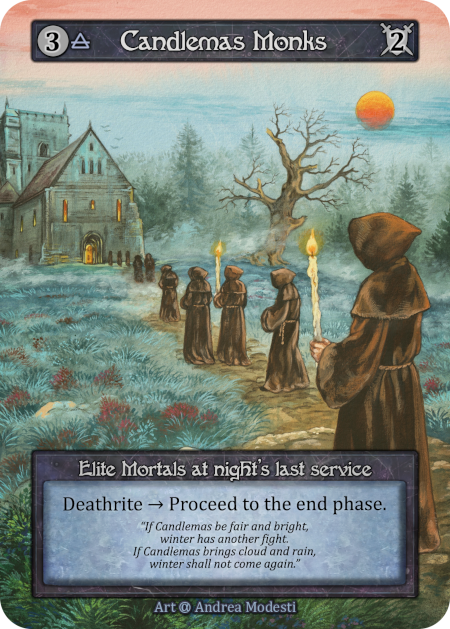 3 Candlemas Monks 2
Elite Mortals at night's last service
Deathrite → Proceed to the end phase.
"If Candlemas be fair and bright,
winter has another fight.
If Candlemas brings cloud and rain,
winter shall not come again."
Art @ Andrea Modesti